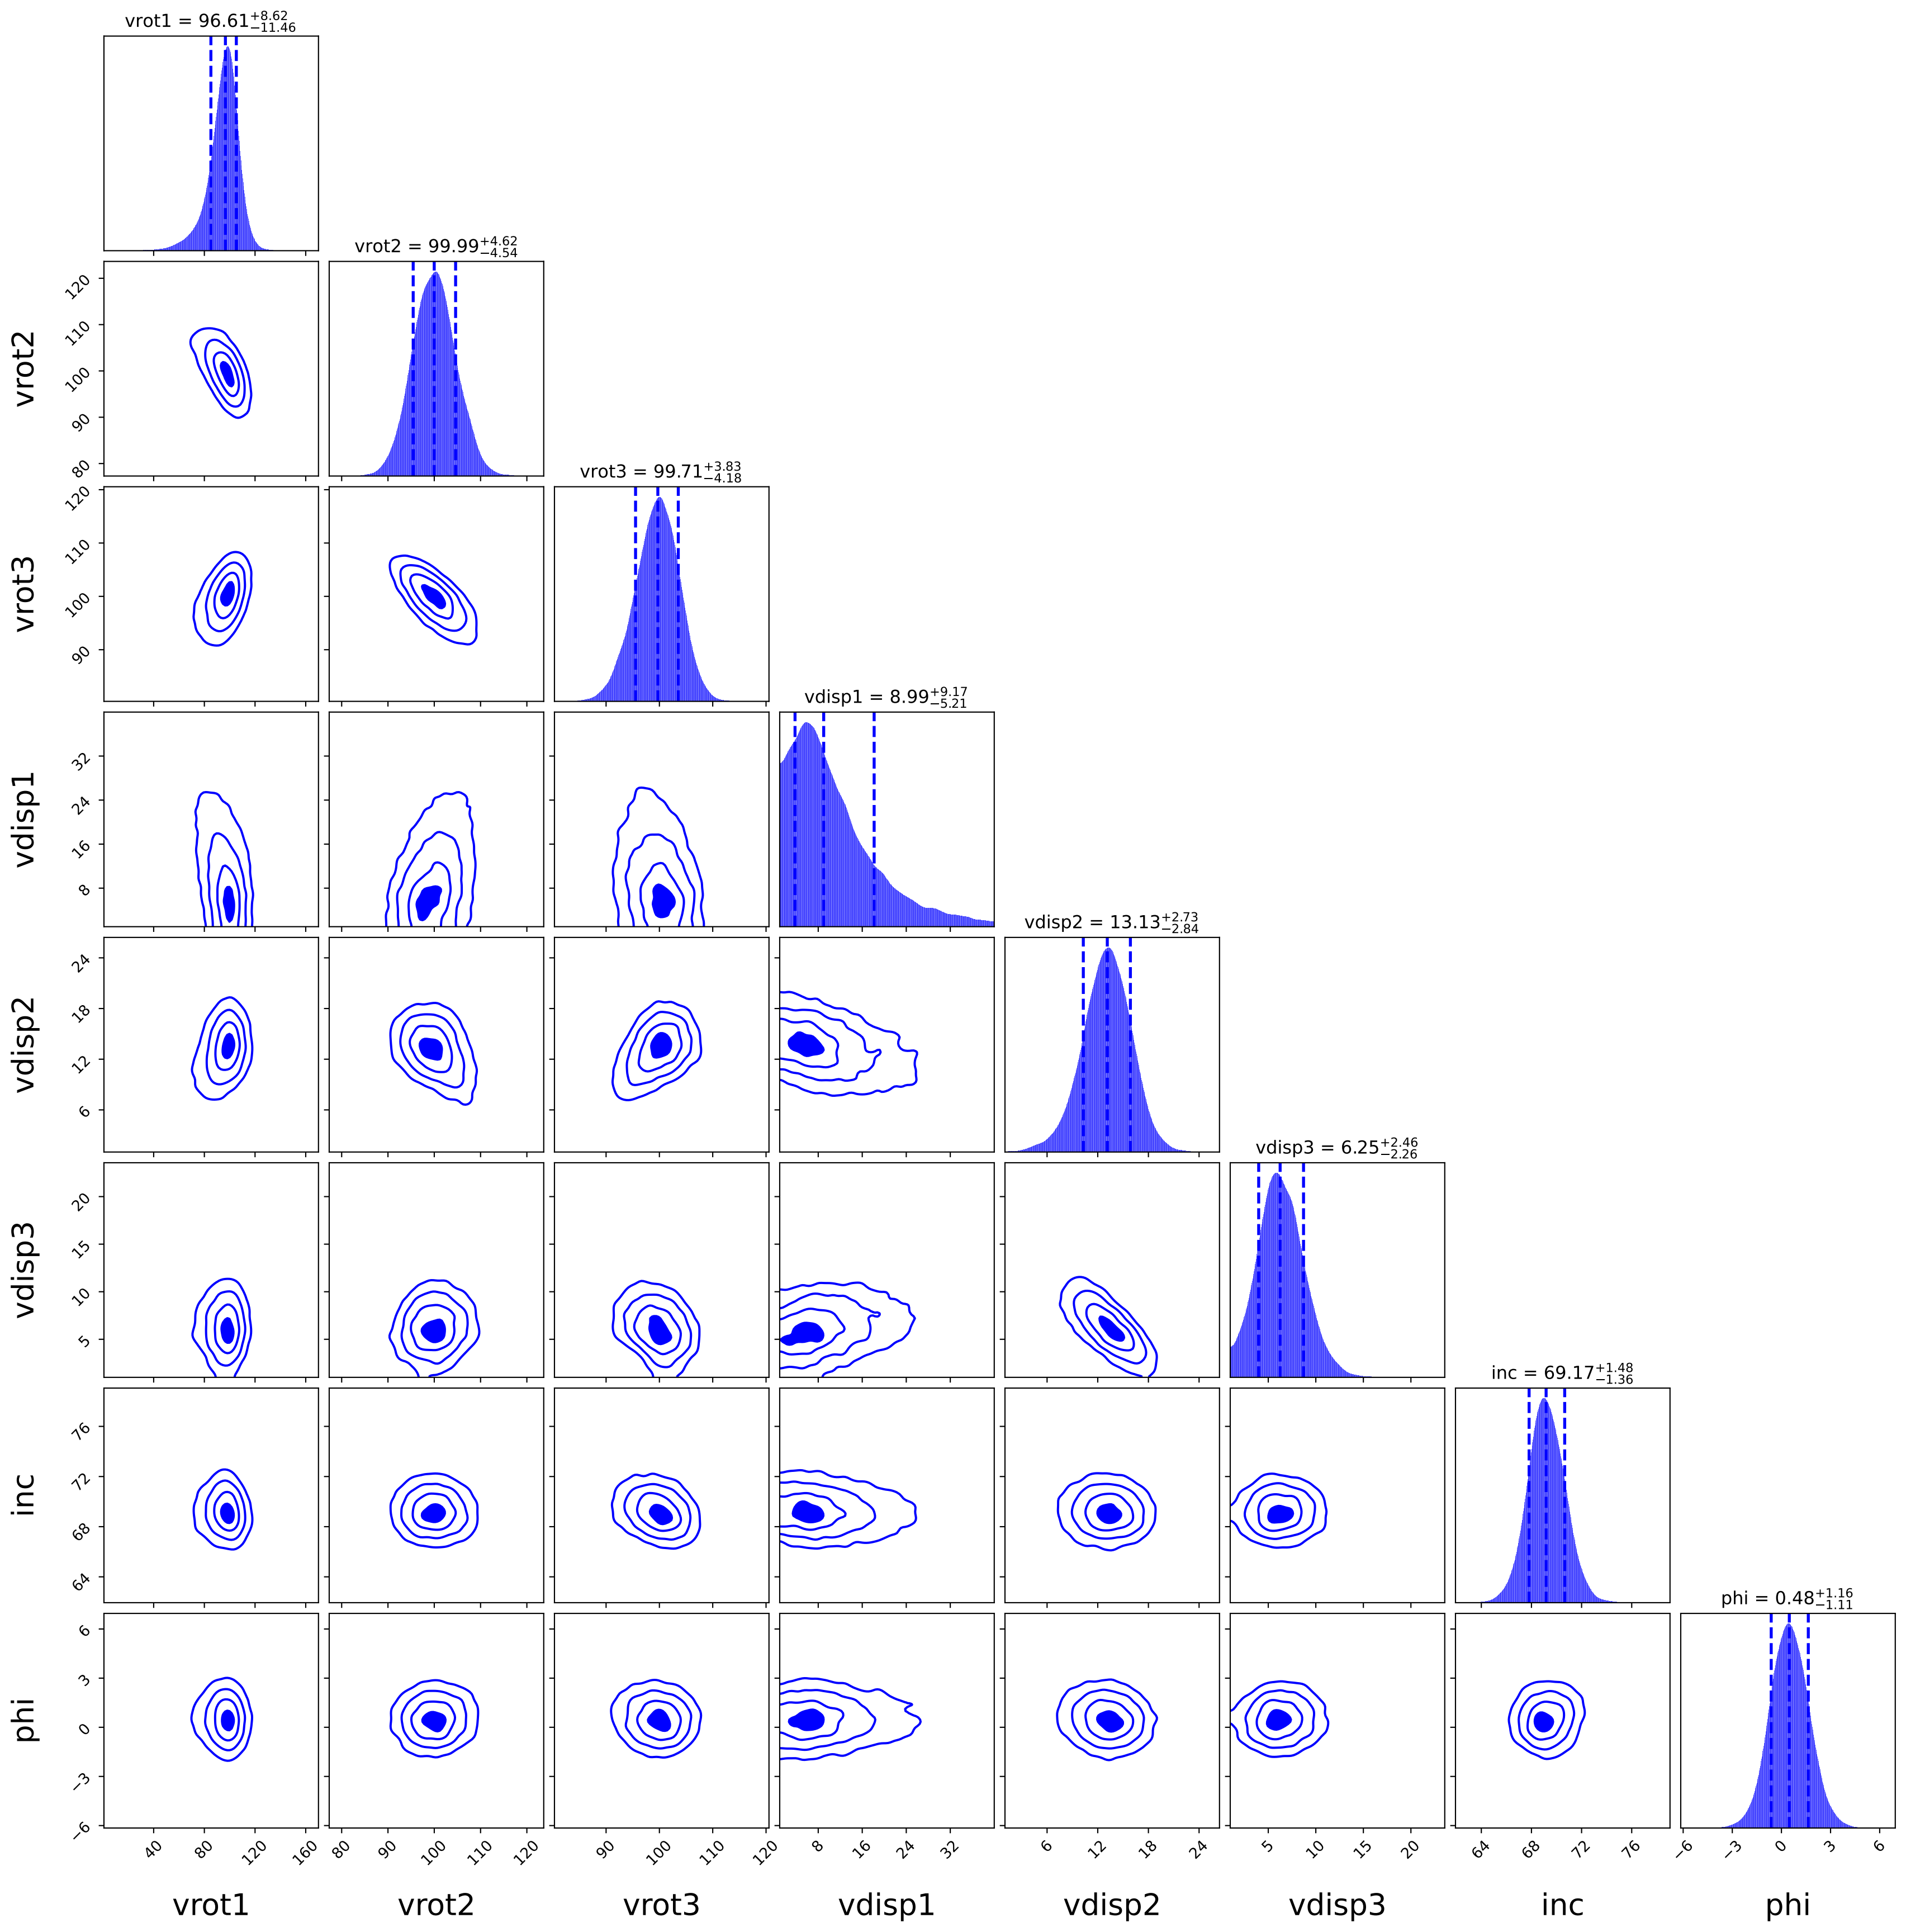 vrot1 = 96.61 +8.62 −11.46
vrot2 = 99.99 +4.62 −4.54
120
110
100
90
80
vrot2
vrot3 = 99.71 +3.83 −4.18
120
110
100
90
vrot3
vdisp1 = 8.99 +9.17 −5.21
32
24
16
8
vdisp1
vdisp2 = 13.13 +2.73 −2.84
24
18
12
6
vdisp2
vdisp3 = 6.25 +2.46 −2.26
20
15
10
5
vdisp3
inc = 69.17 +1.48 −1.36
76
72
68
64
inc
phi = 0.48 +1.16 −1.11
6
3
0
−3
−6
phi
40 80 120 160 80 90 100 110 120 90 100 110 120 8 16 24 32 6 12 18 24 5 10 15 20 64 68 72 76 −6 −3 0 3 6
vrot1 vrot2 vrot3 vdisp1 vdisp2 vdisp3 inc phi